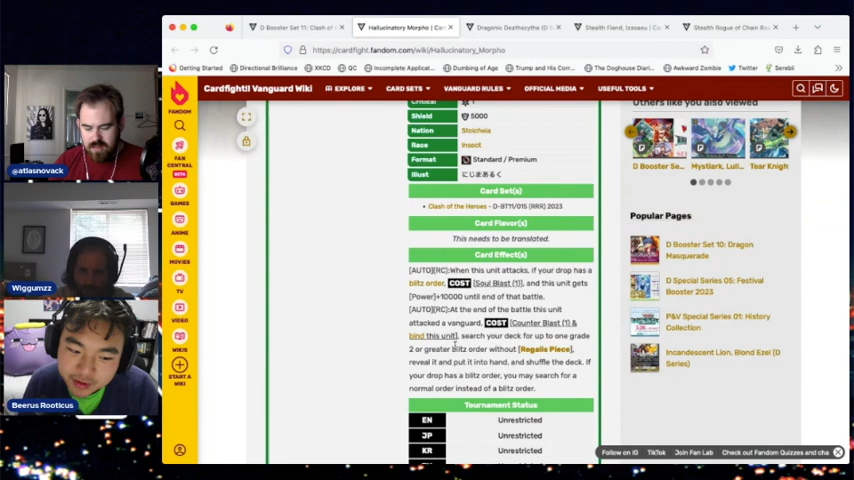 D Booster Set 11: Clash of
Hallucinatory Morpho | Car
Dragonic Deathscythe (D S
Stealth Fiend, Izasasu | Car
Stealth Rogue of Chain Ro
https://cardfight.fandom.com/wiki/Hallucinatory_Morpho
Getting Started
Directional Brilliance
XKCD
QC
Incomplete Applicat...
Dumbing of Age
Trump and His Corr...
The Doghouse Diari...
Awkward Zombie
Twitter
Serebii
Cardfight!! Vanguard Wiki
EXPLORE
CARD SETS
VANGUARD RULES
OFFICIAL MEDIA
USEFUL TOOLS
FANDOM
FAN CENTRAL
BETA
GAMES
ANIME
MOVIES
TV
VIDEO
WIKIS
START A WIKI
Critical 1
Shield 5000
Nation Stoicheia
Race Insect
Format Standard / Premium
Illust にじまあるく
Card Set(s)
• Clash of the Heroes - D-BT11/015 (RRR) 2023
Card Flavor(s)
This needs to be translated.
Card Effect(s)
[AUTO](RC):When this unit attacks, if your drop has a
blitz order, COST [Soul Blast (1)], and this unit gets
[Power]+10000 until end of that battle.
[AUTO](RC):At the end of the battle this unit
attacked a vanguard, COST [Counter Blast (1) &
bind this unit], search your deck for up to one grade
2 or greater blitz order without [Regalis Piece],
reveal it and put it into hand, and shuffle the deck. If
your drop has a blitz order, you may search for a
normal order instead of a blitz order.
Tournament Status
EN Unrestricted
JP Unrestricted
KR Unrestricted
Others like you also viewed
D Booster Se...
Mystiark, Lull...
Tear Knigh
Popular Pages
D Booster Set 10: Dragon
Masquerade
D Special Series 05: Festival
Booster 2023
P&V Special Series 01: History
Collection
Incandescent Lion, Blond Ezel (D
Series)
Follow on IG
TikTok
Join Fan Lab
Check out Fandom Quizzes and cha
@atlasnovack
Wiggumzz
Beerus Rooticus